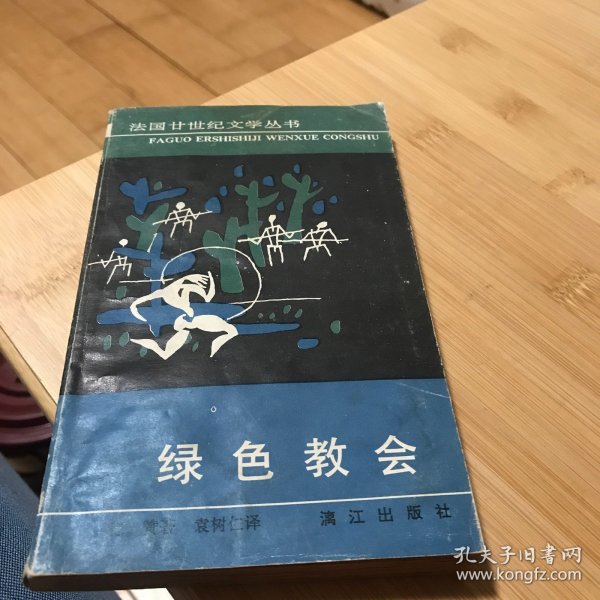 法国廿世纪文学丛书
FAGUO ERSHISHIJI WENXUE CONGSHU
绿色教会
袁树仁译 漓江出版社
孔夫子旧书网
www.kongfz.com